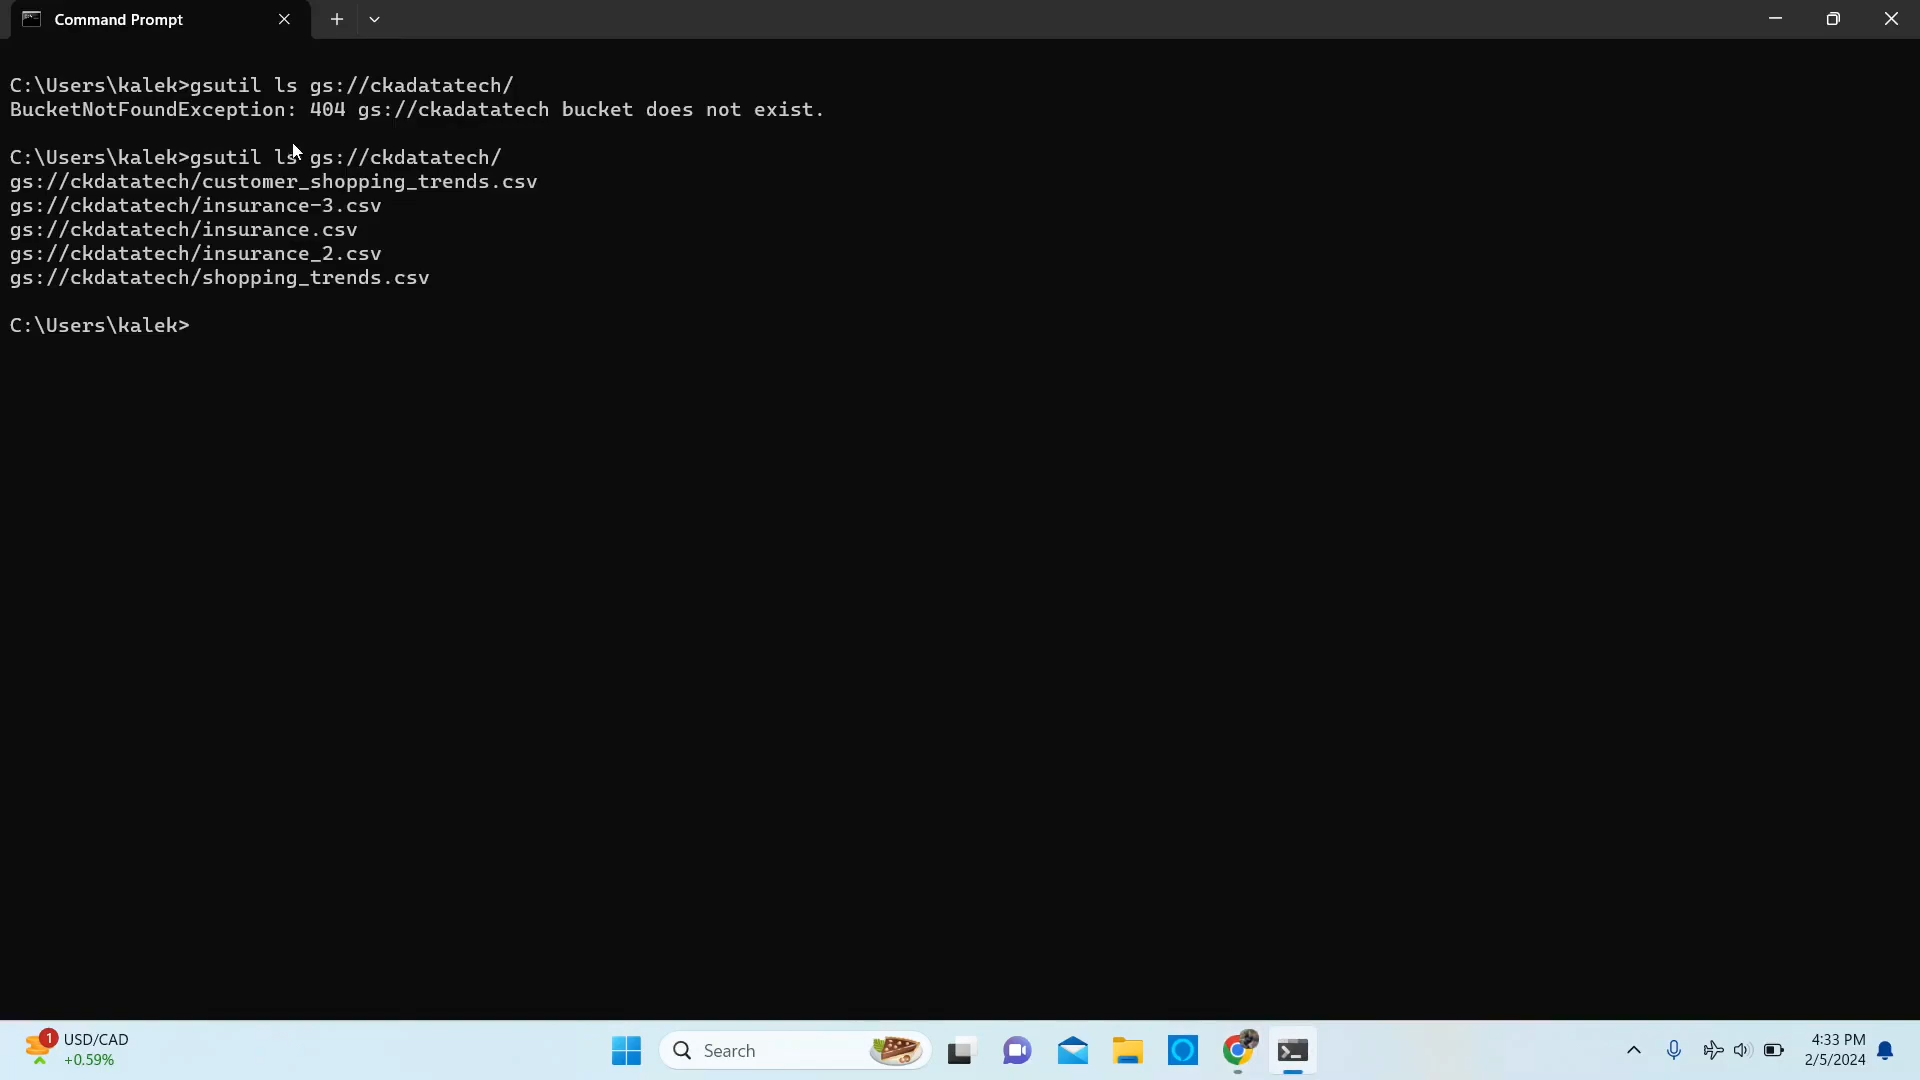 Command Prompt
C:\Users\kalek>gsutil ls gs://ckadatatech/
BucketNotFoundException: 404 gs://ckadatatech bucket does not exist.
C:\Users\kalek>gsutil ls gs://ckdatatech/
gs://ckdatatech/customer_shopping_trends.csv
gs://ckdatatech/insurance-3.csv
gs://ckdatatech/insurance.csv
gs://ckdatatech/insurance_2.csv
gs://ckdatatech/shopping_trends.csv
C:\Users\kalek>
1
USD/CAD
+0.59%
Search
4:33 PM
2/5/2024